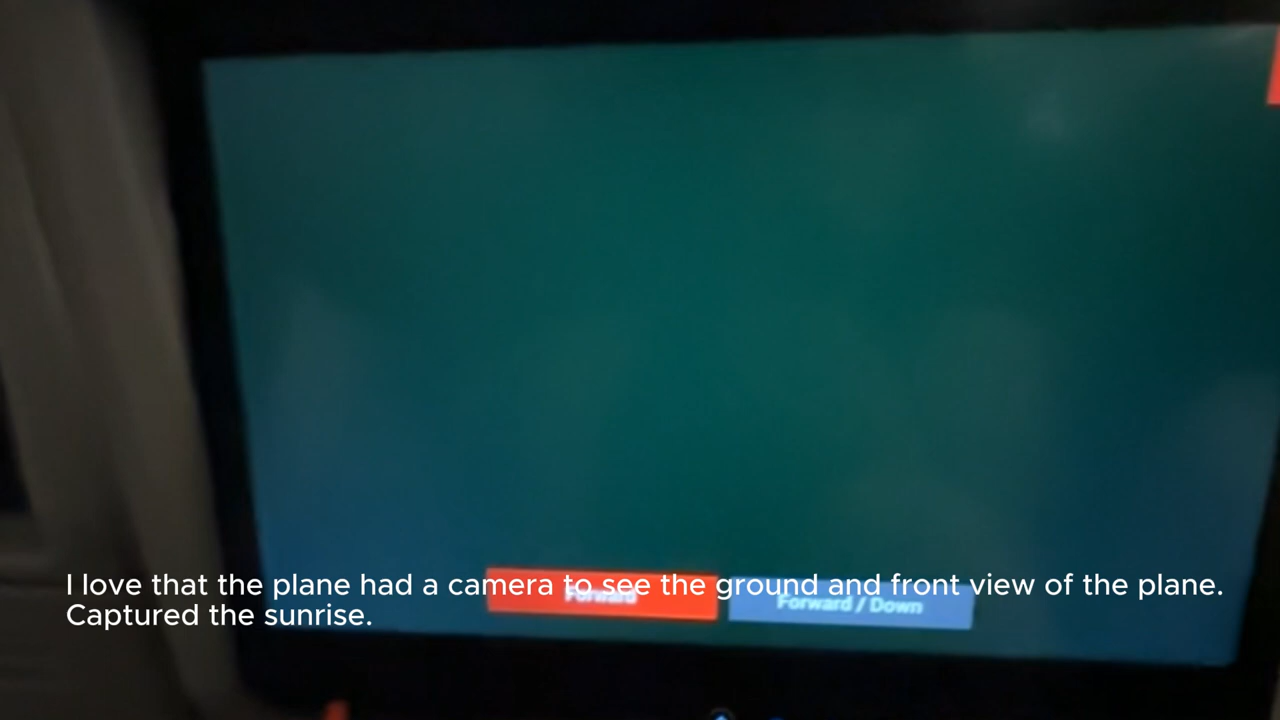 I love that the plane had a camera to see the ground and front view of the plane.
Captured the sunrise.
Forward
Forward / Down